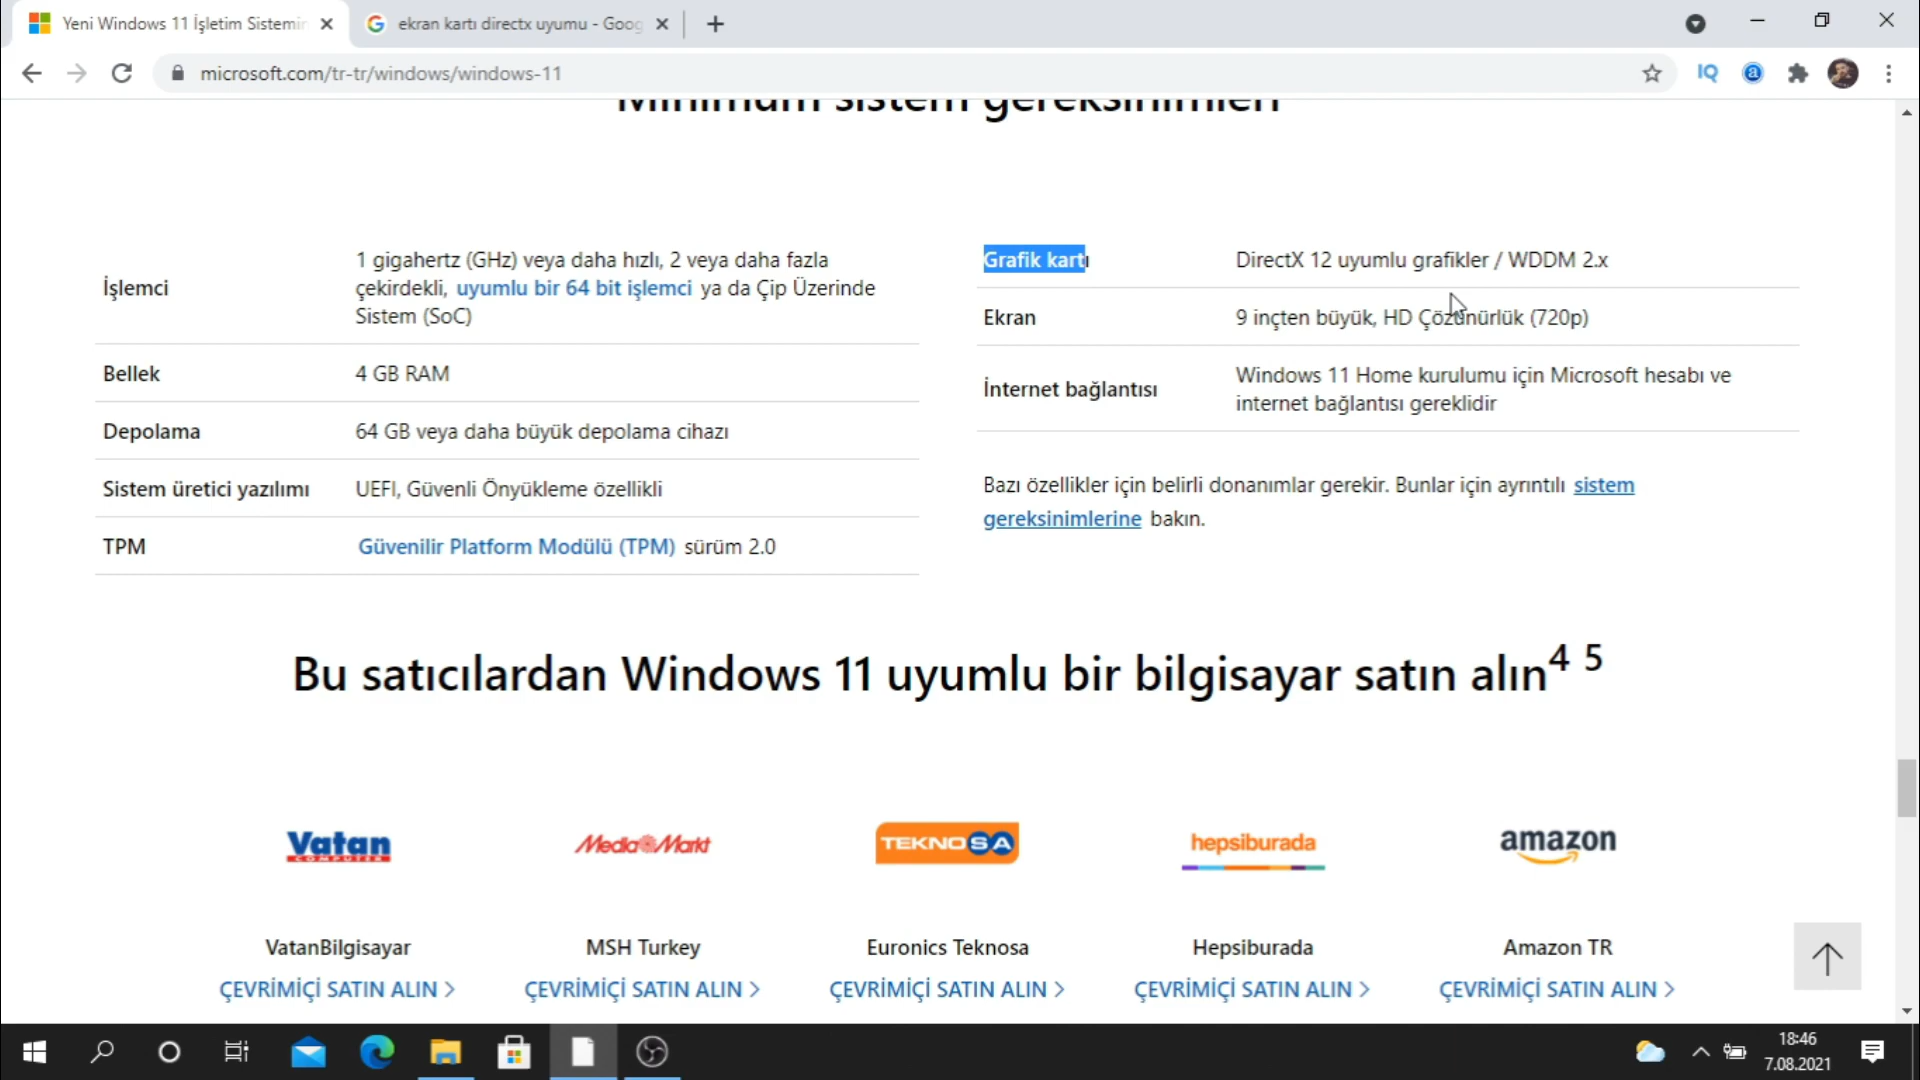 Yeni Windows 11 İşletim Sistemin
ekran kartı directx uyumu - Goog
microsoft.com/tr-tr/windows/windows-11
IQ
a
Minimum sistem gereksinimleri
İşlemci
1 gigahertz (GHz) veya daha hızlı, 2 veya daha fazla
çekirdekli, uyumlu bir 64 bit işlemci ya da Çip Üzerinde
Sistem (SoC)
Bellek
4 GB RAM
Depolama
64 GB veya daha büyük depolama cihazı
Sistem üretici yazılımı
UEFI, Güvenli Önyükleme özellikli
TPM
Güvenilir Platform Modülü (TPM) sürüm 2.0
Grafik kartı
DirectX 12 uyumlu grafikler / WDDM 2.x
Ekran
9 inçten büyük, HD Çözünürlük (720p)
İnternet bağlantısı
Windows 11 Home kurulumu için Microsoft hesabı ve
internet bağlantısı gereklidir
Bazı özellikler için belirli donanımlar gerekir. Bunlar için ayrıntılı sistem
gereksinimlerine bakın.
Bu satıcılardan Windows 11 uyumlu bir bilgisayar satın alın4 5
Vatan
COMPUTER
MediaMarkt
TEKNOSA
hepsiburada
amazon
VatanBilgisayar
MSH Turkey
Euronics Teknosa
Hepsiburada
Amazon TR
ÇEVRİMİÇİ SATIN ALIN >
ÇEVRİMİÇİ SATIN ALIN >
ÇEVRİMİÇİ SATIN ALIN >
ÇEVRİMİÇİ SATIN ALIN >
ÇEVRİMİÇİ SATIN ALIN >
18:46
7.08.2021